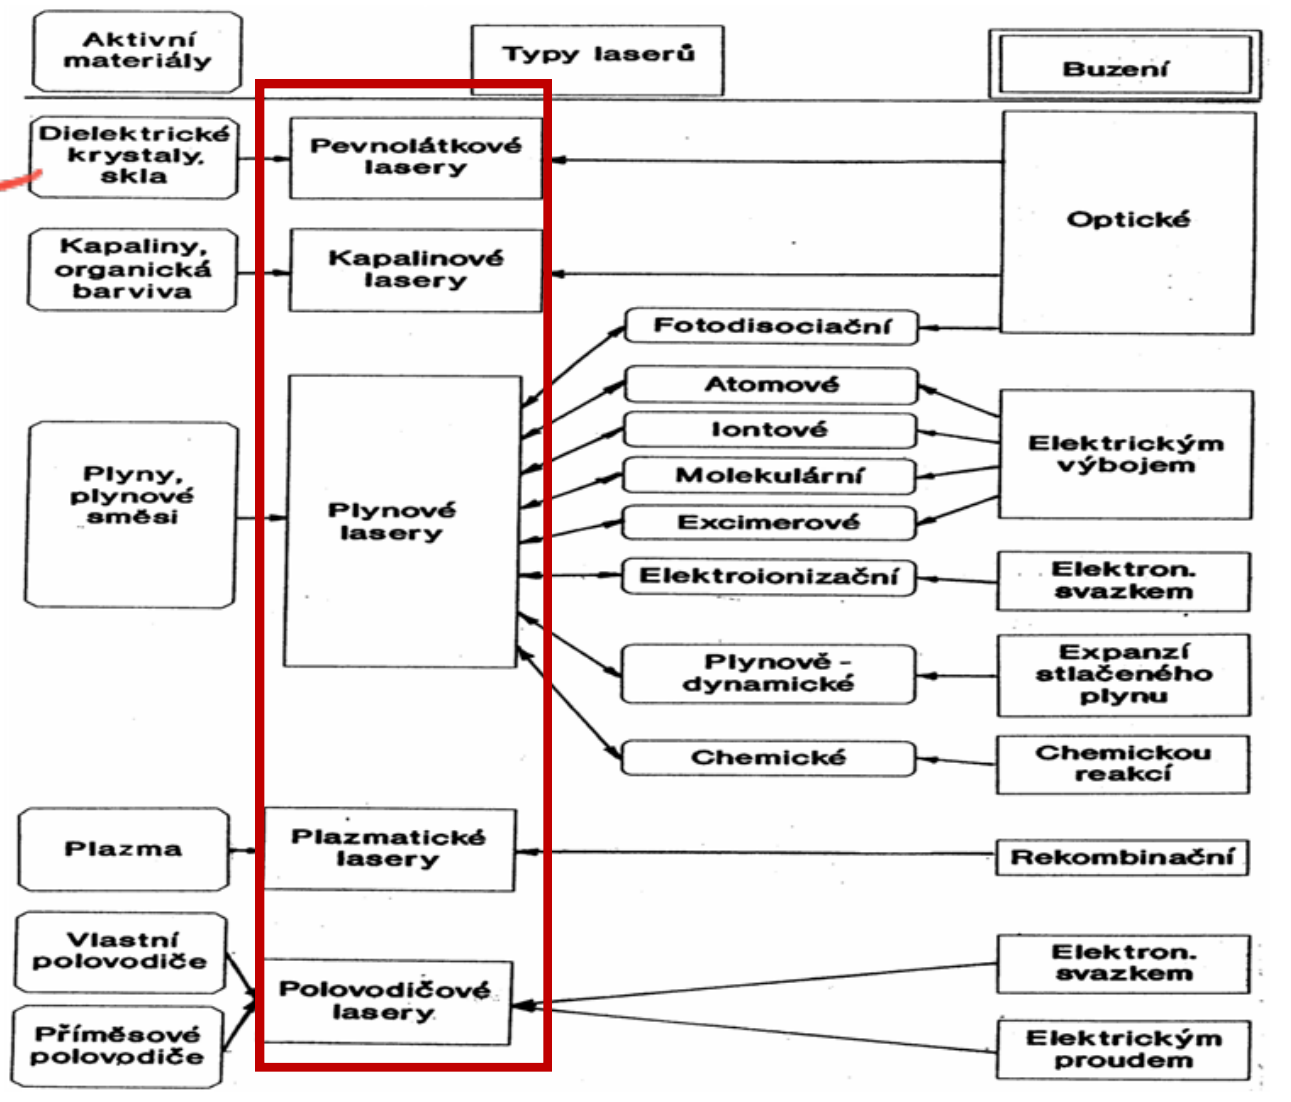 Aktivní
materiály
Typy laserů
Buzení
Dielektrické
krystaly,
skla
Pevnolátkové
lasery
Optické
Kapaliny,
organická
barviva
Kapalinové
lasery
Fotodisociační
Atomové
Iontové
Molekulární
Excimerové
Elektroionizační
Plynově -
dynamické
Chemické
Plyny,
plynové
směsi
Plynové
lasery
Elektrickým
výbojem
Elektron.
svazkem
Expanzí
stlačeného
plynu
Chemickou
reakcí
Plazma
Plazmatické
lasery
Rekombinační
Vlastní
polovodiče
Příměsové
polovodiče
Polovodičové
lasery
Elektron.
svazkem
Elektrickým
proudem